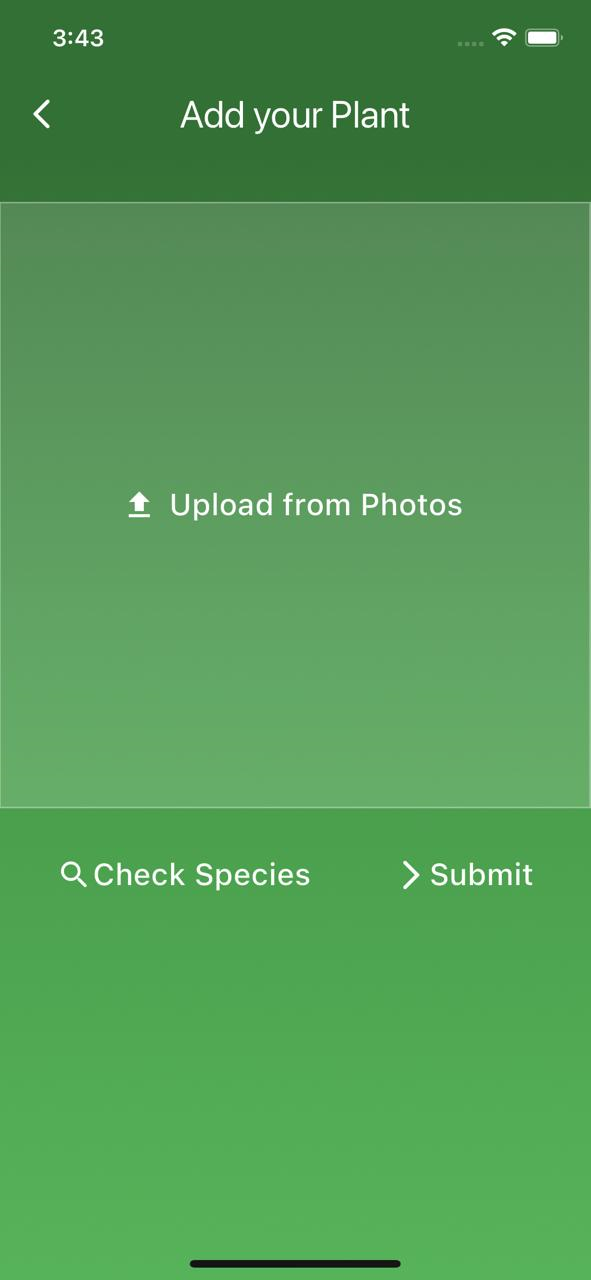 3:43
Add your Plant
Upload from Photos
Check Species
Submit